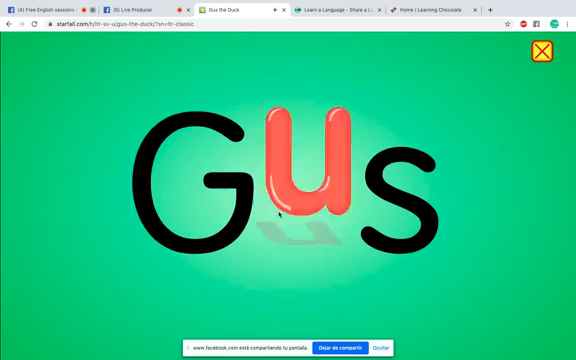 (4) Free English sessions
(5) Live Producer
Gus the Duck
Learn a Language - Share a La
Home | Learning Chocolate
starfall.com/h/ltr-sv-u/gus-the-duck/?sn=ltr-classic
Gus
www.facebook.com está compartiendo tu pantalla.
Dejar de compartir
Ocultar